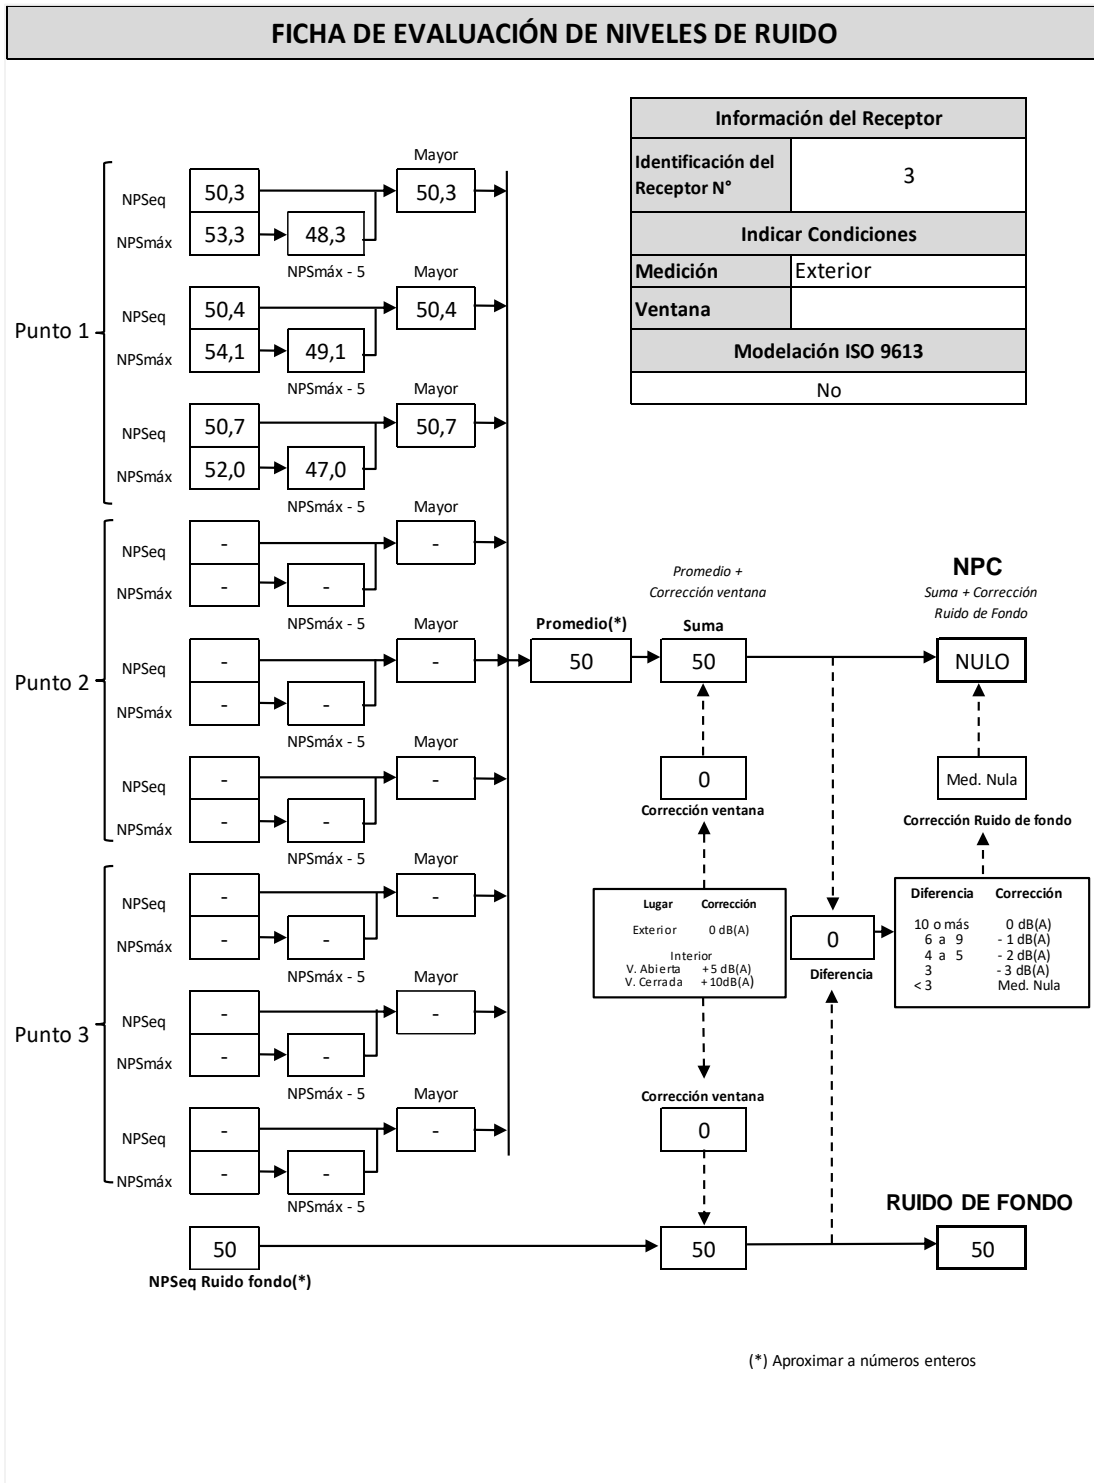 FICHA DE EVALUACIÓN DE NIVELES DE RUIDO
Información del Receptor
Identificación del Receptor N° 3
Indicar Condiciones
Medición Exterior
Ventana
Modelación ISO 9613
No
Punto 1
Mayor
NPSeq 50,3 50,3
NPSmáx 53,3 48,3
NPSmáx - 5
Mayor
NPSeq 50,4 50,4
NPSmáx 54,1 49,1
NPSmáx - 5
Mayor
NPSeq 50,7 50,7
NPSmáx 52,0 47,0
NPSmáx - 5
Punto 2
Mayor
NPSeq - -
NPSmáx - -
NPSmáx - 5
Mayor
NPSeq - -
NPSmáx - -
NPSmáx - 5
Mayor
NPSeq - -
NPSmáx - -
NPSmáx - 5
Punto 3
Mayor
NPSeq - -
NPSmáx - -
NPSmáx - 5
Mayor
NPSeq - -
NPSmáx - -
NPSmáx - 5
Mayor
NPSeq - -
NPSmáx - -
NPSmáx - 5
Promedio(*)
50
Promedio +
Corrección ventana
Suma
50
0
Corrección ventana
NPC
Suma + Corrección
Ruido de Fondo
NULO
Med. Nula
Corrección Ruido de fondo
Lugar Corrección
Exterior 0 dB(A)
Interior
V. Abierta +5 dB(A)
V. Cerrada +10dB(A)
0
Diferencia
Diferencia Corrección
10 o más 0 dB(A)
6 a 9 - 1 dB(A)
4 a 5 - 2 dB(A)
3 - 3 dB(A)
< 3 Med. Nula
Corrección ventana
0
RUIDO DE FONDO
50 50 50
NPSeq Ruido fondo(*)
(*) Aproximar a números enteros